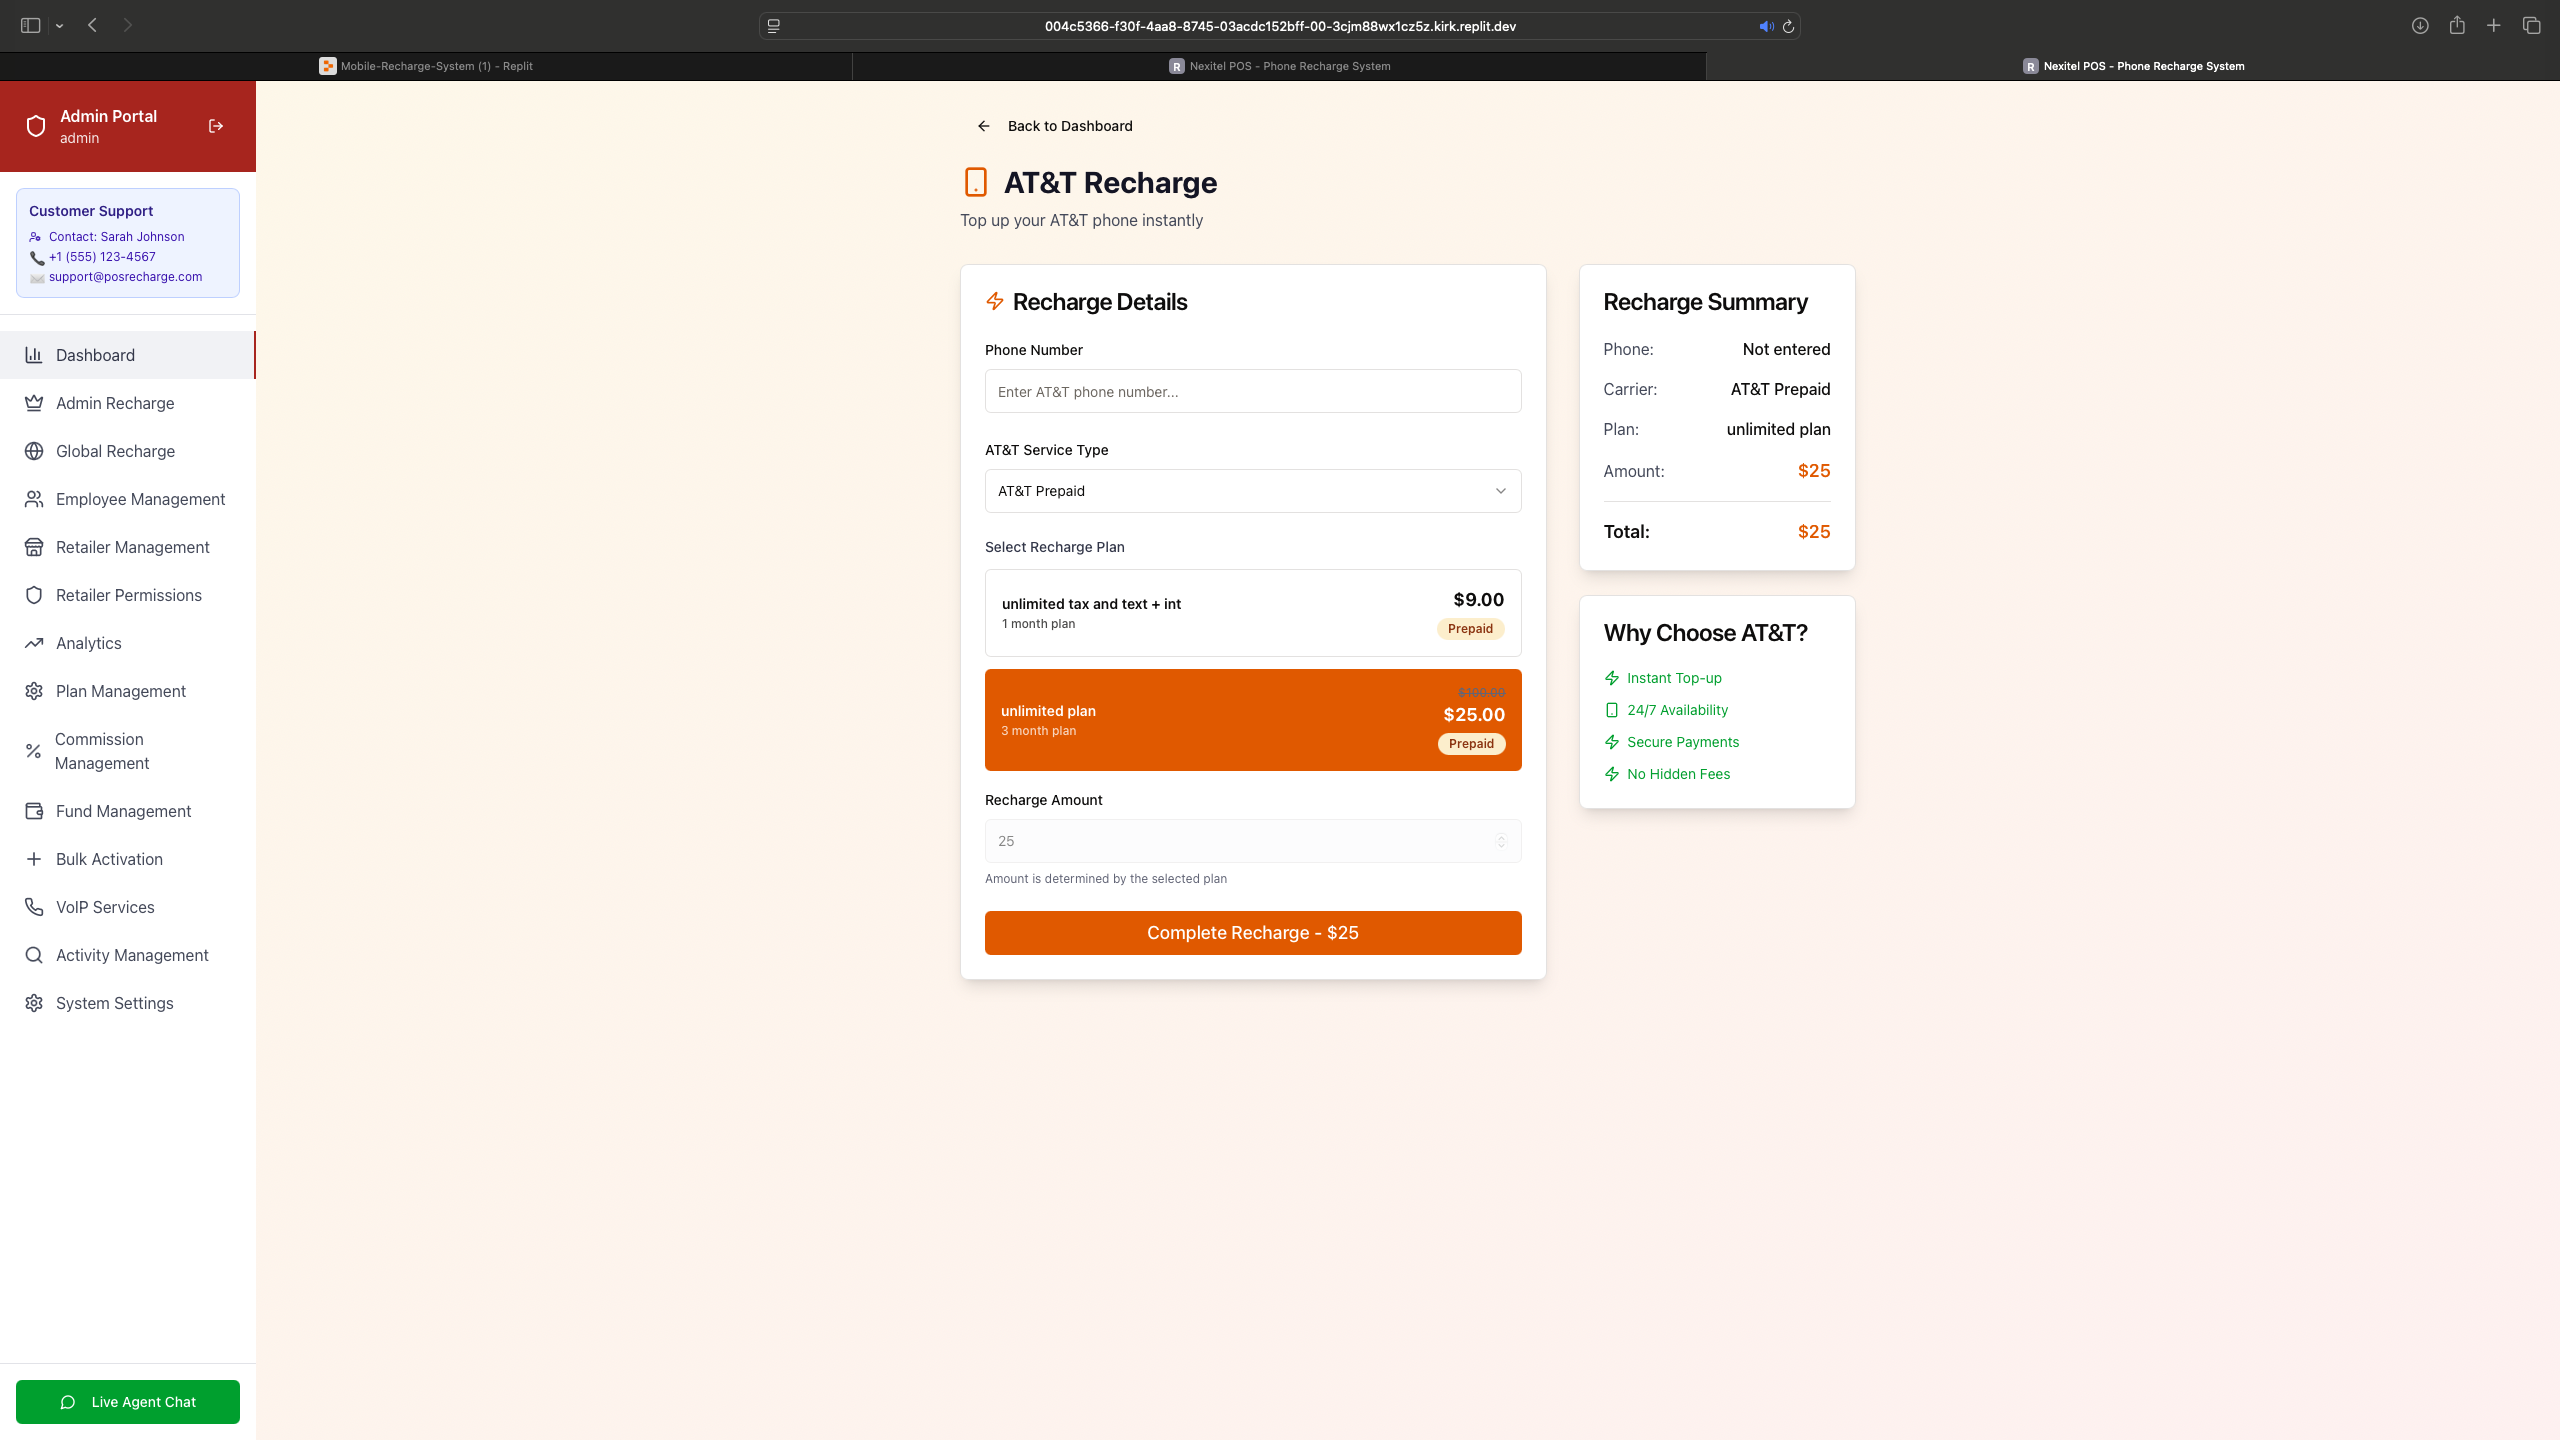 004c5366-f30f-4aa8-8745-03acdc152bff-00-3cjm88wx1cz5z.kirk.replit.dev
Mobile-Recharge-System (1) - Replit
R Nexitel POS - Phone Recharge System
R Nexitel POS - Phone Recharge System
Admin Portal
admin
Customer Support
Contact: Sarah Johnson
+1 (555) 123-4567
support@posrecharge.com
Dashboard
Admin Recharge
Global Recharge
Employee Management
Retailer Management
Retailer Permissions
Analytics
Plan Management
Commission
Management
Fund Management
Bulk Activation
VoIP Services
Activity Management
System Settings
Live Agent Chat
Back to Dashboard
AT&T Recharge
Top up your AT&T phone instantly
Recharge Details
Phone Number
Enter AT&T phone number...
AT&T Service Type
AT&T Prepaid
Select Recharge Plan
unlimited tax and text + int
1 month plan
$9.00
Prepaid
unlimited plan
3 month plan
$100.00
$25.00
Prepaid
Recharge Amount
25
Amount is determined by the selected plan
Complete Recharge - $25
Recharge Summary
Phone: Not entered
Carrier: AT&T Prepaid
Plan: unlimited plan
Amount: $25
Total: $25
Why Choose AT&T?
Instant Top-up
24/7 Availability
Secure Payments
No Hidden Fees